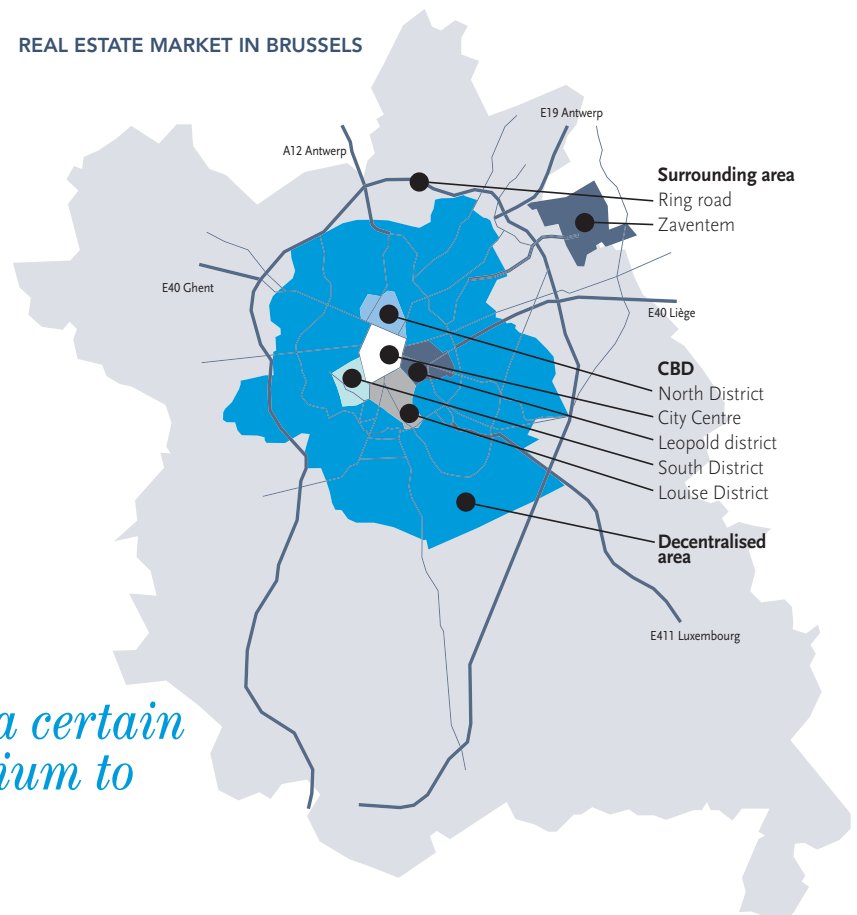 REAL ESTATE MARKET IN BRUSSELS
E19 Antwerp
A12 Antwerp
Surrounding area
Ring road
Zaventem
E40 Ghent
E40 Liège
CBD
North District
City Centre
Leopold district
South District
Louise District
Decentralised
area
E411 Luxembourg
a certain
ium to